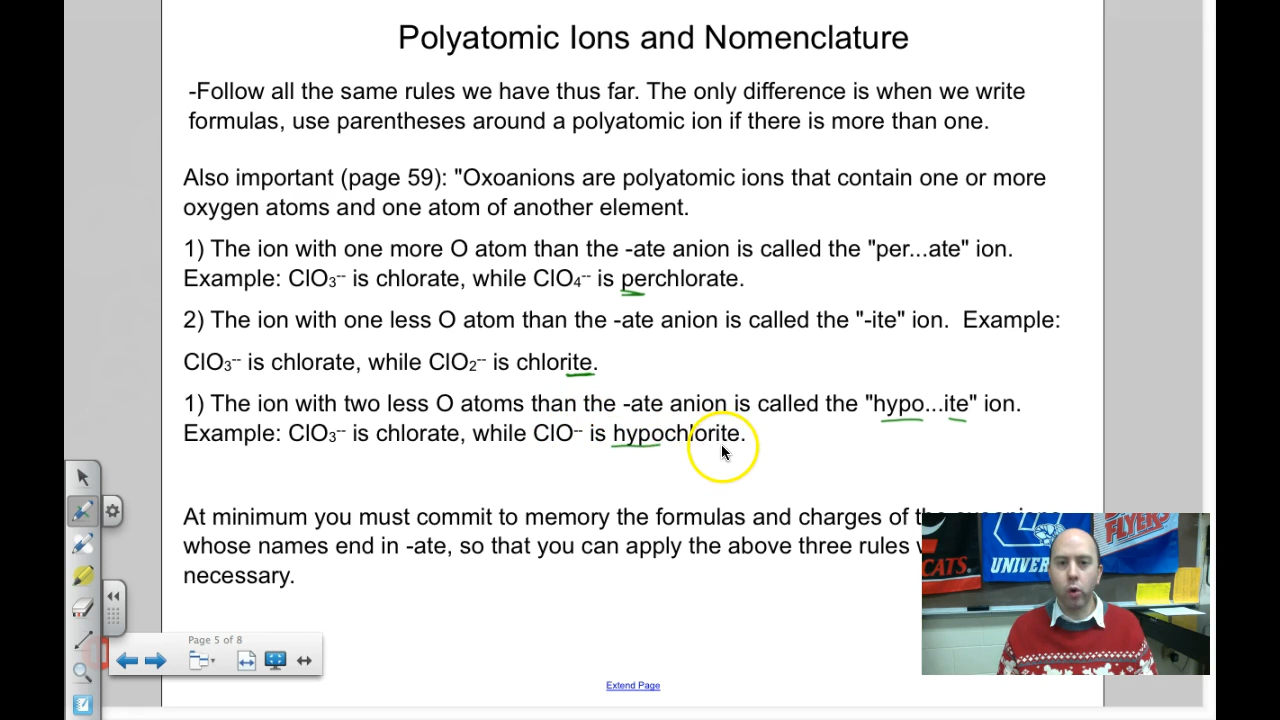 Polyatomic Ions and Nomenclature
-Follow all the same rules we have thus far. The only difference is when we write
formulas, use parentheses around a polyatomic ion if there is more than one.
Also important (page 59): "Oxoanions are polyatomic ions that contain one or more
oxygen atoms and one atom of another element.
1) The ion with one more O atom than the -ate anion is called the "per...ate" ion.
Example: ClO₃⁻⁻ is chlorate, while ClO₄⁻⁻ is perchlorate.
2) The ion with one less O atom than the -ate anion is called the "-ite" ion. Example:
ClO₃⁻⁻ is chlorate, while ClO₂⁻⁻ is chlorite.
1) The ion with two less O atoms than the -ate anion is called the "hypo...ite" ion.
Example: ClO₃⁻⁻ is chlorate, while ClO⁻⁻ is hypochlorite.
At minimum you must commit to memory the formulas and charges of
whose names end in -ate, so that you can apply the above three rules
necessary.
CATS.
UNIVER
FLYERS
Page 5 of 8
Extend Page